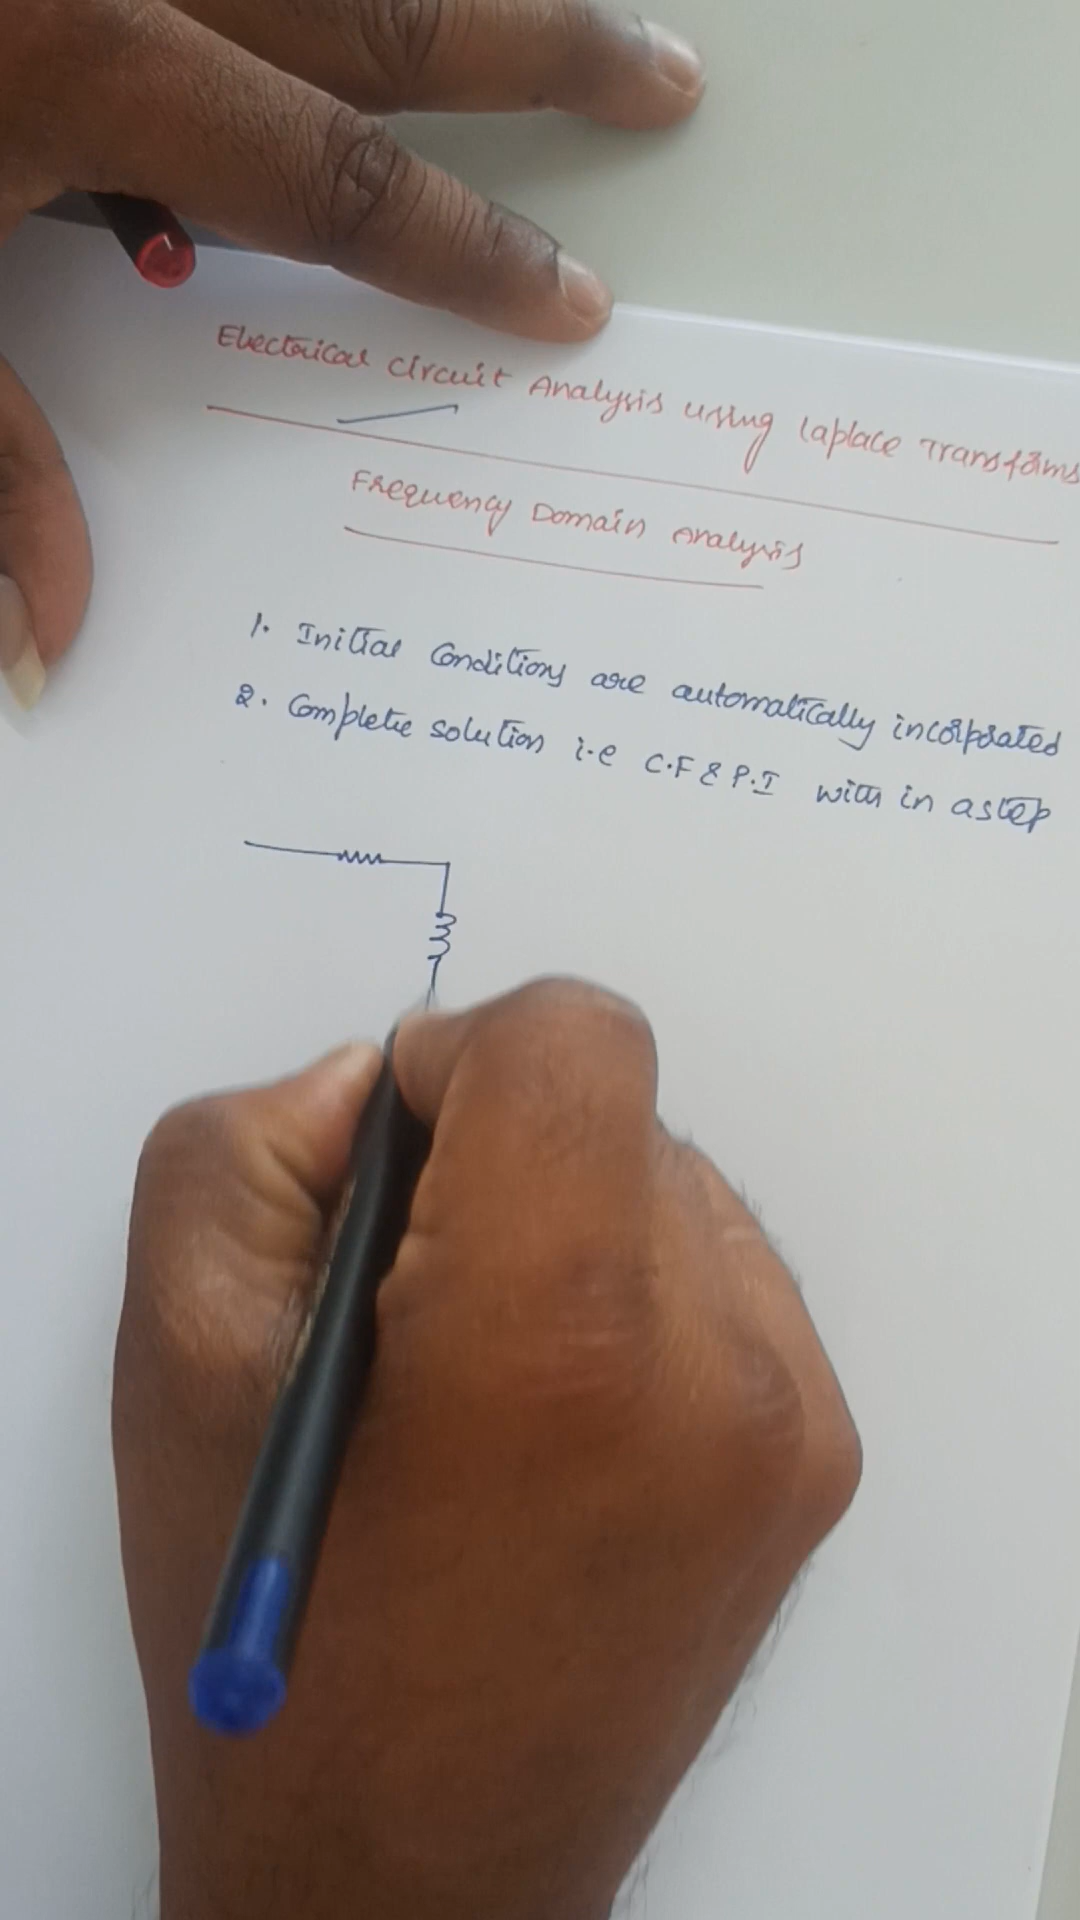 Electrical circuit Analysis using Laplace Transforms
Frequency Domain Analysis
1. Initial Conditions are automatically incorporated
2. Complete solution i.e C.F & P.I with in a step